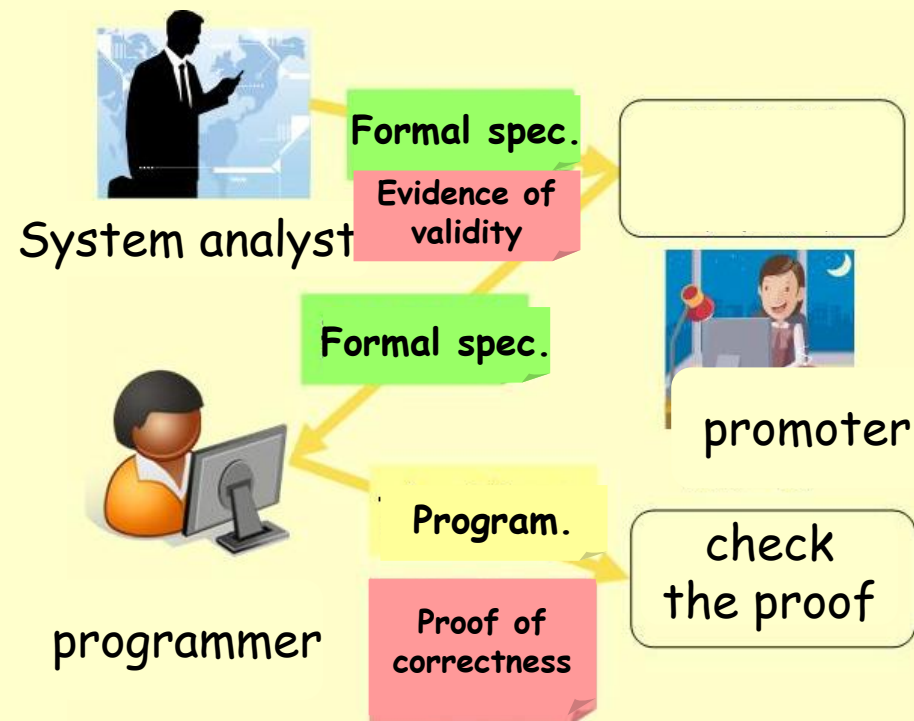 Formal spec.
Evidence of
validity
System analyst
Formal spec.
promoter
Program.
check
the proof
programmer
Proof of
correctness